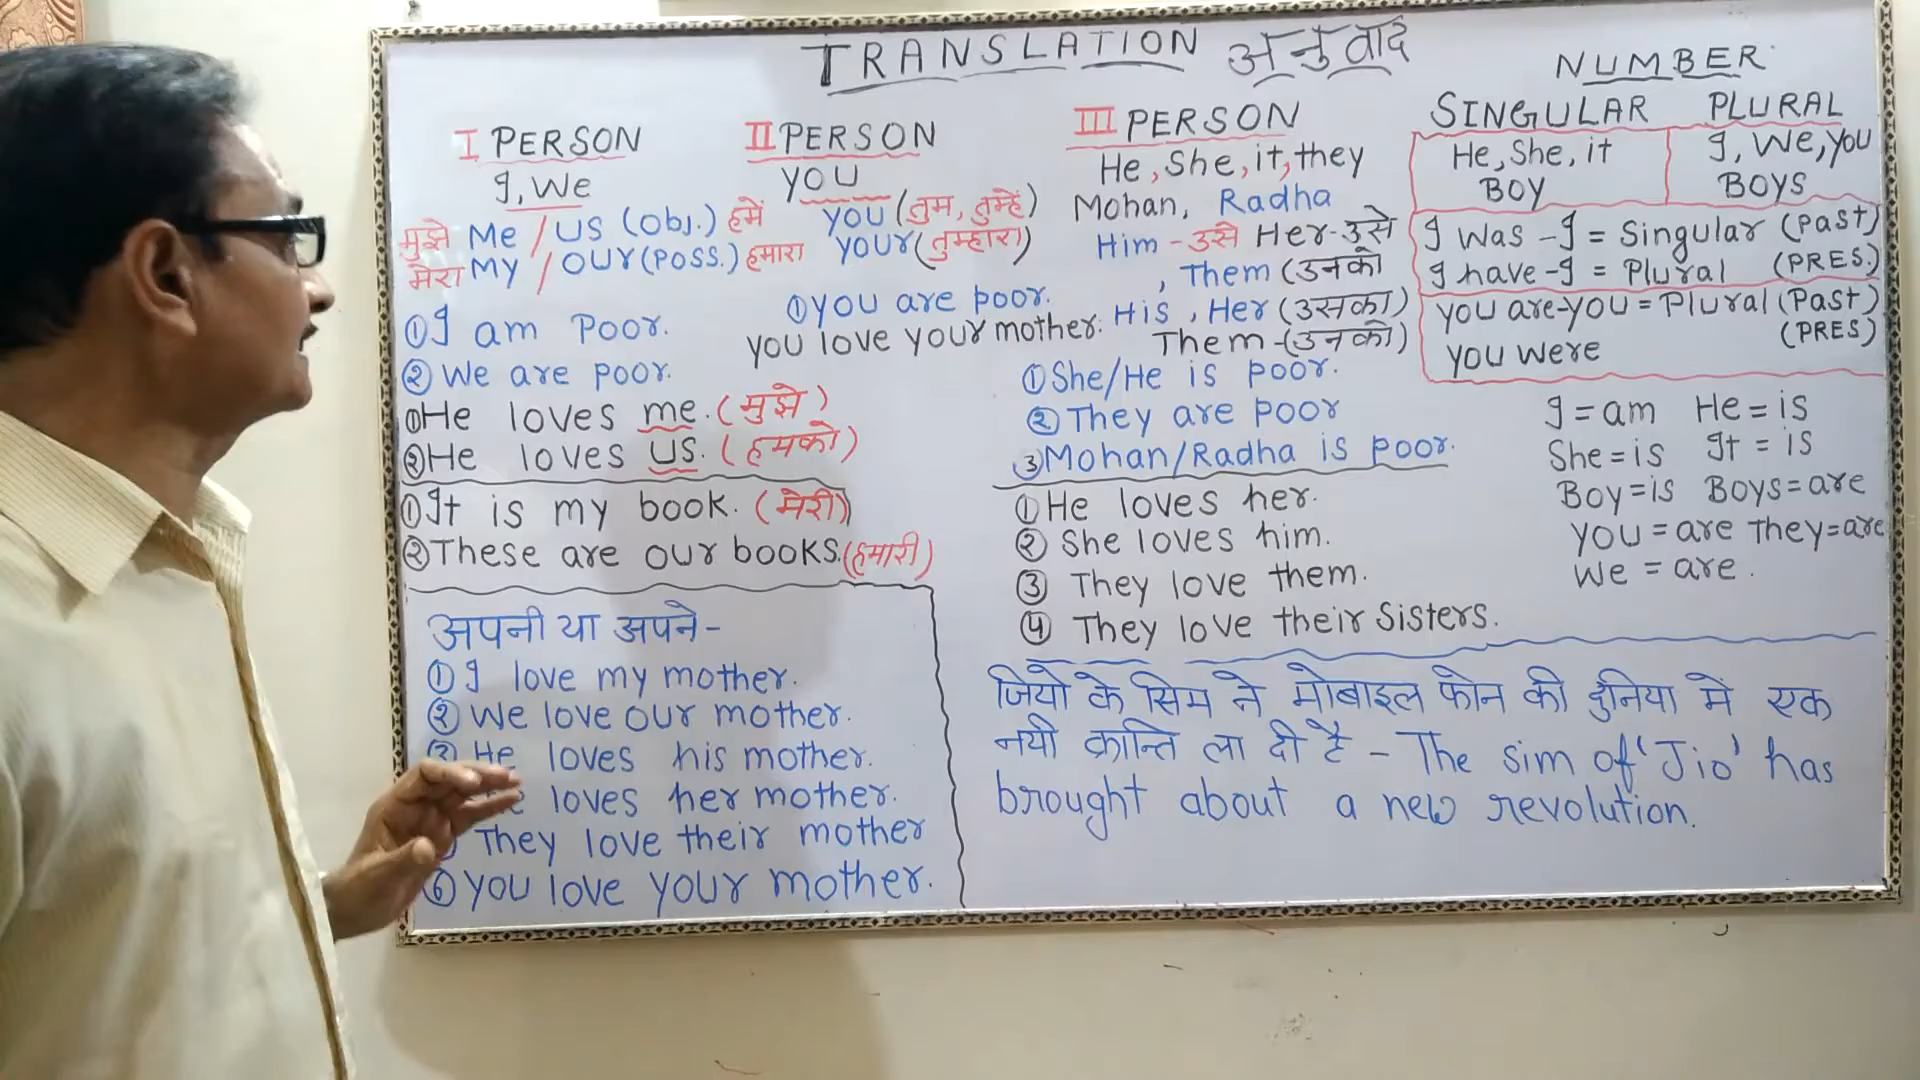 TRANSLATION अनुवाद
I PERSON
I, We
मुझे Me / US (Obj.) हमें
मेरा My / OUR (Poss.) हमारा
① I am Poor.
② We are poor.
① He loves me. (मुझे)
② He loves us. (हमको)
① It is my book. (मेरी)
② These are our books. (हमारी)
II PERSON
YOU
YOU (तुम, तुम्हें)
YOUR (तुम्हारा)
① YOU are poor.
YOU love your mother.
III PERSON
He, She, it, they
Mohan, Radha
Him - उसे Her - उसे
, Them (उनको
His, Her (उसका)
Them - (उनको)
① She/He is poor.
② They are poor
③ Mohan/Radha is poor.
① He loves her.
② She loves him.
③ They love them.
④ They love their Sisters.
NUMBER
SINGULAR PLURAL
He, She, it I, We, you
BOY BOYS
I was - I = Singular (Past)
I have - I = Plural (PRES.)
You are - you = Plural (Past)
(PRES)
You were
I = am He = is
She = is It = is
Boy = is Boys = are
You = are They = are
We = are.
अपनी या अपने -
① I love my mother.
② We love our mother.
③ He loves his mother.
loves her mother.
They love their mother
⑥ You love your mother.
जियो के सिम ने मोबाइल फोन की दुनिया में एक
नयी क्रान्ति ला दी है - The sim of 'Jio' has
brought about a new revolution.